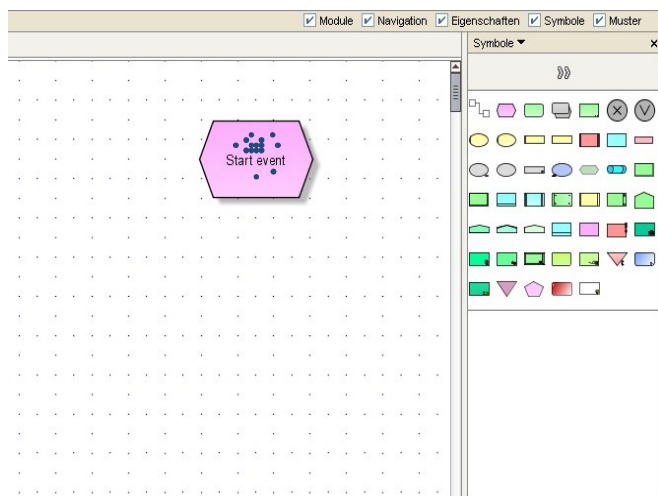 Module Navigation Eigenschaften Symbole Muster
Symbole
Start event